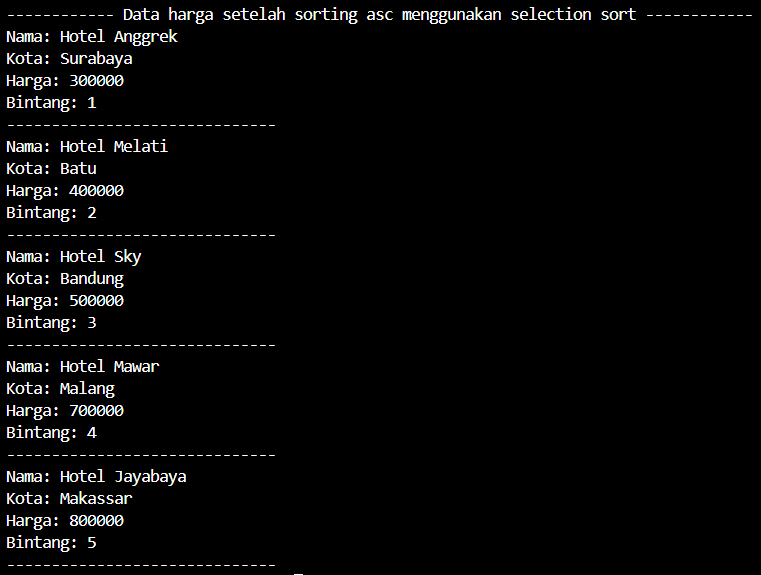 ------------ Data harga setelah sorting asc menggunakan selection sort ------------
Nama: Hotel Anggrek
Kota: Surabaya
Harga: 300000
Bintang: 1
------------------------------
Nama: Hotel Melati
Kota: Batu
Harga: 400000
Bintang: 2
------------------------------
Nama: Hotel Sky
Kota: Bandung
Harga: 500000
Bintang: 3
------------------------------
Nama: Hotel Mawar
Kota: Malang
Harga: 700000
Bintang: 4
------------------------------
Nama: Hotel Jayabaya
Kota: Makassar
Harga: 800000
Bintang: 5
------------------------------